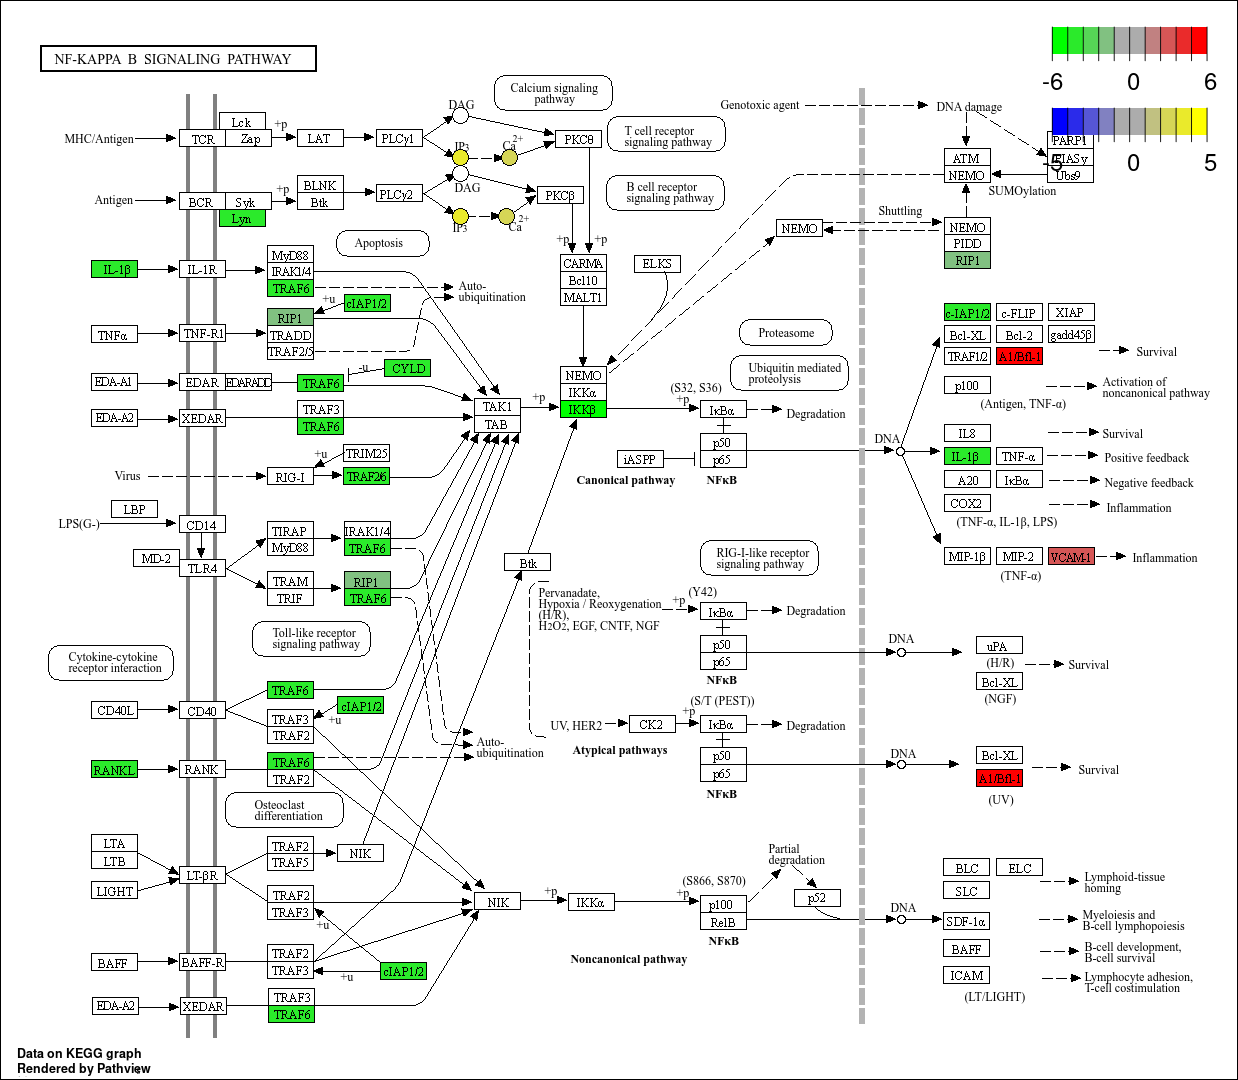 NF-KAPPA B SIGNALING PATHWAY
-6 0 6
-5 0 5
Calcium signaling
pathway
T cell receptor
signaling pathway
B cell receptor
signaling pathway
Genotoxic agent
DNA damage
PARP1
PIASy
Ubs9
ATM
NEMO
SUMOylation
MHC/Antigen
TCR
Lck
Zap
+p
LAT
PLCγ1
DAG
IP3
Ca2+
PKCθ
Antigen
BCR
Syk
Lyn
+p
BLNK
Btk
PLCγ2
DAG
IP3
Ca2+
PKCβ
+p
+p
CARMA
Bcl10
MALT1
ELKS
NEMO
Shuttling
NEMO
PIDD
RIP1
Apoptosis
IL-1β
IL-1R
MyD88
IRAK1/4
TRAF6
Auto-
ubiquitination
TNFα
TNF-R1
RIP1
TRADD
TRAF2/5
+u
cIAP1/2
EDA-A1
EDAR
EDARADD
TRAF6
-u
CYLD
EDA-A2
XEDAR
TRAF3
TRAF6
TAK1
TAB
+p
NEMO
IKKα
IKKβ
Proteasome
Ubiquitin mediated
proteolysis
(S32, S36)
+p
IκBα
Degradation
p50
p65
NFκB
iASPP
Canonical pathway
DNA
c-IAP1/2
c-FLIP
XIAP
Bcl-XL
Bcl-2
gadd45β
TRAF1/2
A1/Bfl-1
Survival
p100
Activation of
noncanonical pathway
(Antigen, TNF-α)
IL8
Survival
IL-1β
TNF-α
Positive feedback
A20
IκBα
Negative feedback
COX2
Inflammation
(TNF-α, IL-1β, LPS)
MIP-1β
MIP-2
VCAM-1
Inflammation
(TNF-α)
Virus
RIG-I
+u
TRIM25
LBP
LPS(G-)
CD14
MD-2
TLR4
TIRAP
MyD88
IRAK1/4
TRAF6
TRAM
TRIF
RIP1
TRAF6
Toll-like receptor
signaling pathway
Btk
RIG-I-like receptor
signaling pathway
Pervanadate,
Hypoxia / Reoxygenation
(H/R),
H2O2, EGF, CNTF, NGF
+p
(Y42)
IκBα
Degradation
p50
p65
NFκB
DNA
uPA
(H/R)
Bcl-XL
(NGF)
Survival
Cytokine-cytokine
receptor interaction
CD40L
CD40
TRAF6
TRAF3
TRAF2
cIAP1/2
+u
Auto-
ubiquitination
UV, HER2
CK2
+p
(S/T (PEST))
IκBα
Degradation
Atypical pathways
p50
p65
NFκB
DNA
Bcl-XL
A1/Bfl-1
(UV)
Survival
RANKL
RANK
TRAF6
TRAF2
Osteoclast
differentiation
LTA
LTB
LIGHT
LT-βR
TRAF2
TRAF5
NIK
TRAF2
TRAF3
+u
NIK
+p
IKKα
+p
(S866, S870)
p100
RelB
NFκB
Partial
degradation
p52
DNA
BLC
ELC
SLC
Lymphoid-tissue
homing
SDF-1α
Myeloiesis and
B-cell lymphopoiesis
BAFF
B-cell development,
B-cell survival
ICAM
Lymphocyte adhesion,
T-cell costimulation
(LT/LIGHT)
BAFF
BAFF-R
TRAF2
TRAF3
+u
cIAP1/2
Noncanonical pathway
EDA-A2
XEDAR
TRAF3
TRAF6
Data on KEGG graph
Rendered by Pathview